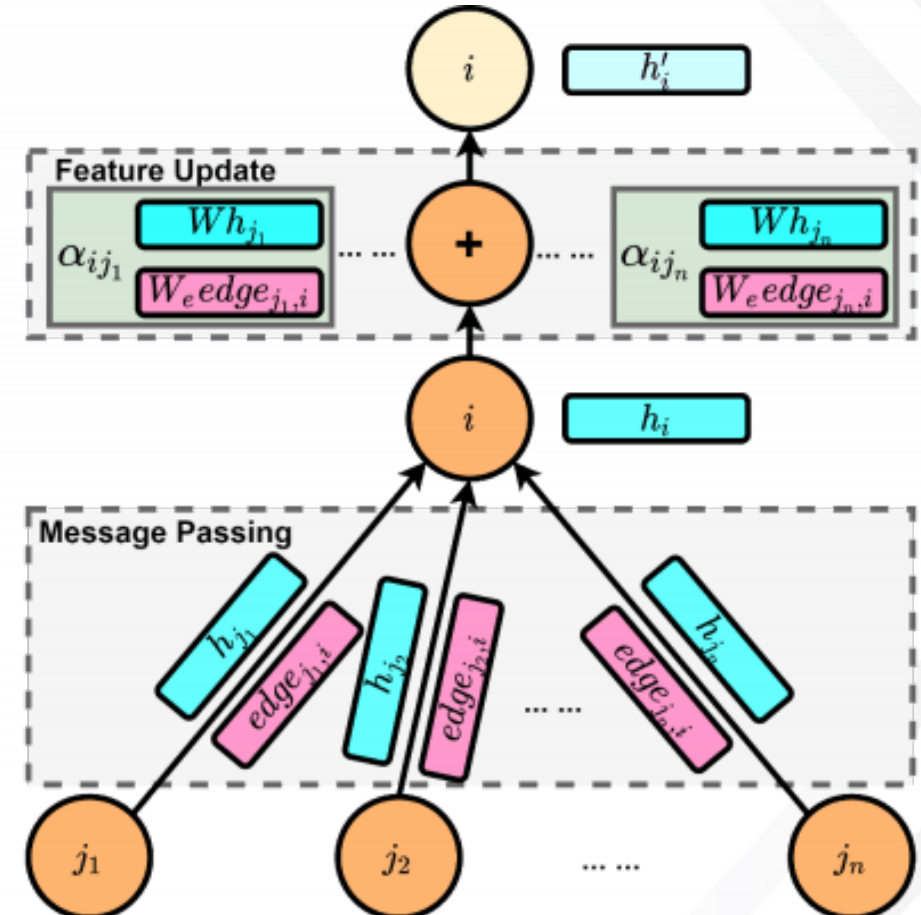 i h′ᵢ
Feature Update
Wh_{j_1} Wh_{j_n}
α_{ij_1} ... ... + ... ... α_{ij_n}
W_e edge_{j_1,i} W_e edge_{j_n,i}
i h_i
Message Passing
h_{j_1} edge_{j_1,i} h_{j_2} edge_{j_2,i} ... ... edge_{j_n,i} h_{j_n}
j_1 j_2 ... ... j_n